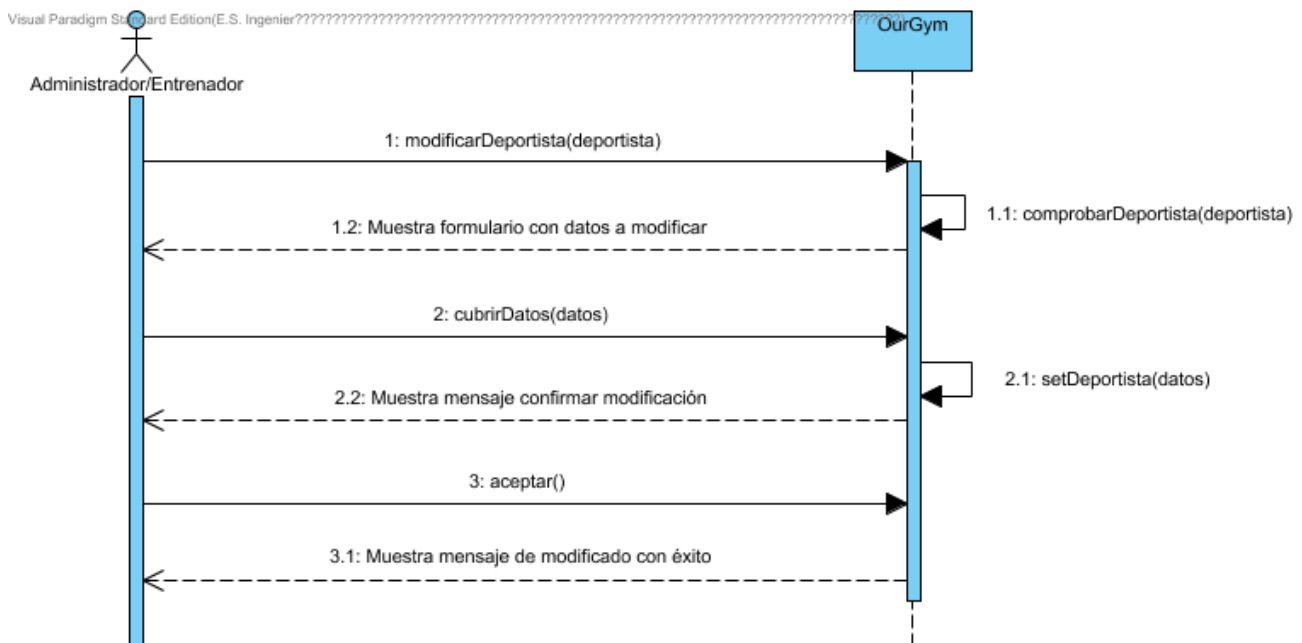 Visual Paradigm Standard Edition(E.S. Ingenier
OurGym
Administrador/Entrenador
1: modificarDeportista(deportista)
1.1: comprobarDeportista(deportista)
1.2: Muestra formulario con datos a modificar
2: cubrirDatos(datos)
2.1: setDeportista(datos)
2.2: Muestra mensaje confirmar modificación
3: aceptar()
3.1: Muestra mensaje de modificado con éxito